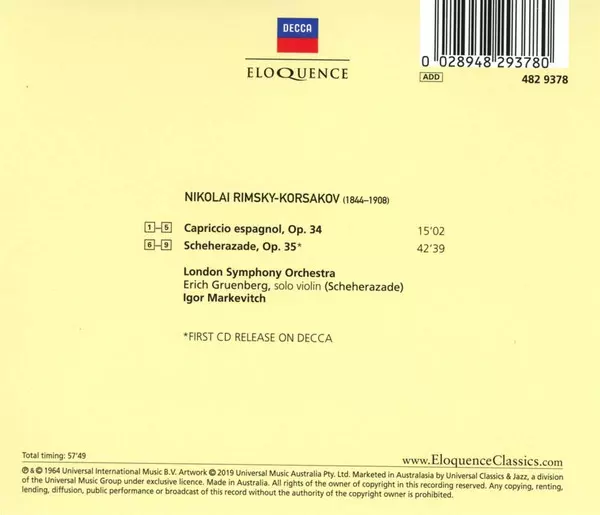 DECCA
ELOQUENCE
0 028948 293780
ADD
482 9378
NIKOLAI RIMSKY-KORSAKOV (1844–1908)
1–5 Capriccio espagnol, Op. 34 15'02
6–9 Scheherazade, Op. 35* 42'39
London Symphony Orchestra
Erich Gruenberg, solo violin (Scheherazade)
Igor Markevitch
*FIRST CD RELEASE ON DECCA
Total timing: 57'49
www.EloquenceClassics.com
℗ & © 1964 Universal International Music B.V. Artwork © 2019 Universal Music Australia Pty. Ltd. Marketed in Australasia by Universal Classics & Jazz, a division
of the Universal Music Group under exclusive licence. Made in Australia. All rights of the owner of copyright in this recording reserved. Any copying, renting,
lending, diffusion, public performance or broadcast of this record without the authority of the copyright owner is prohibited.